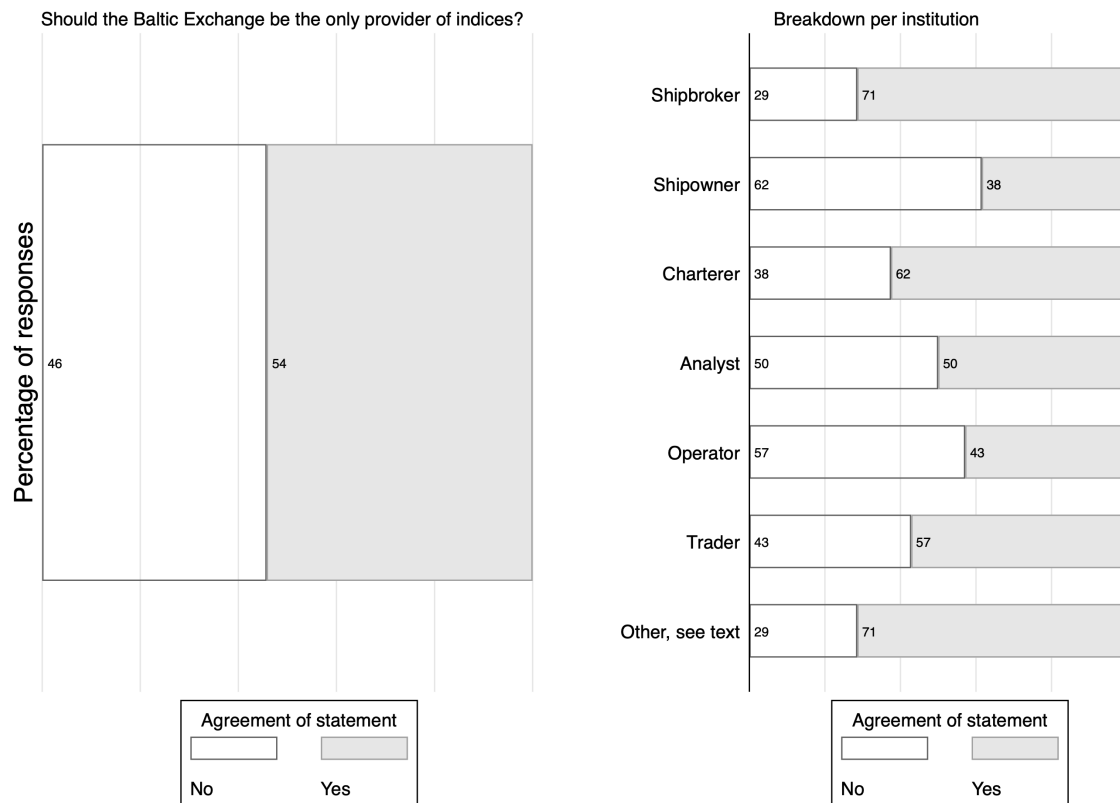 Should the Baltic Exchange be the only provider of indices?
Percentage of responses
46 54
Agreement of statement
No Yes
Breakdown per institution
Shipbroker 29 71
Shipowner 62 38
Charterer 38 62
Analyst 50 50
Operator 57 43
Trader 43 57
Other, see text 29 71
Agreement of statement
No Yes